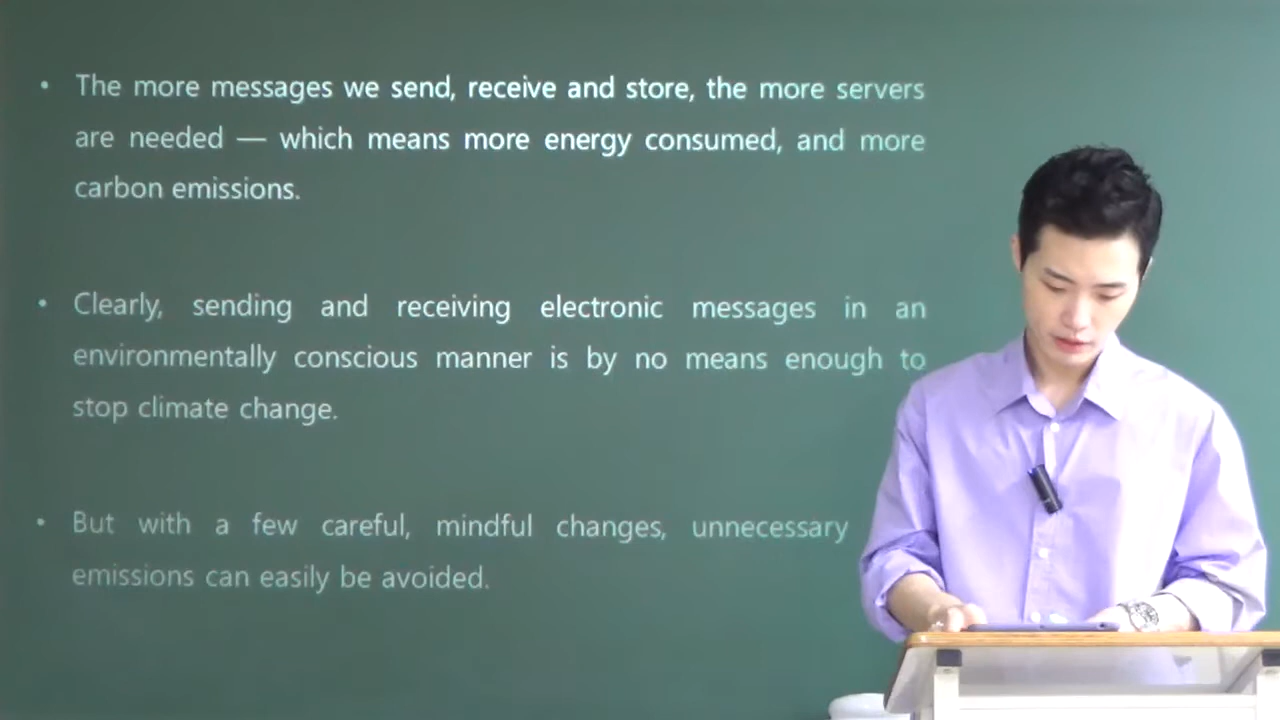 • The more messages we send, receive and store, the more servers
are needed — which means more energy consumed, and more
carbon emissions.
• Clearly, sending and receiving electronic messages in an
environmentally conscious manner is by no means enough to
stop climate change.
• But with a few careful, mindful changes, unnecessary
emissions can easily be avoided.